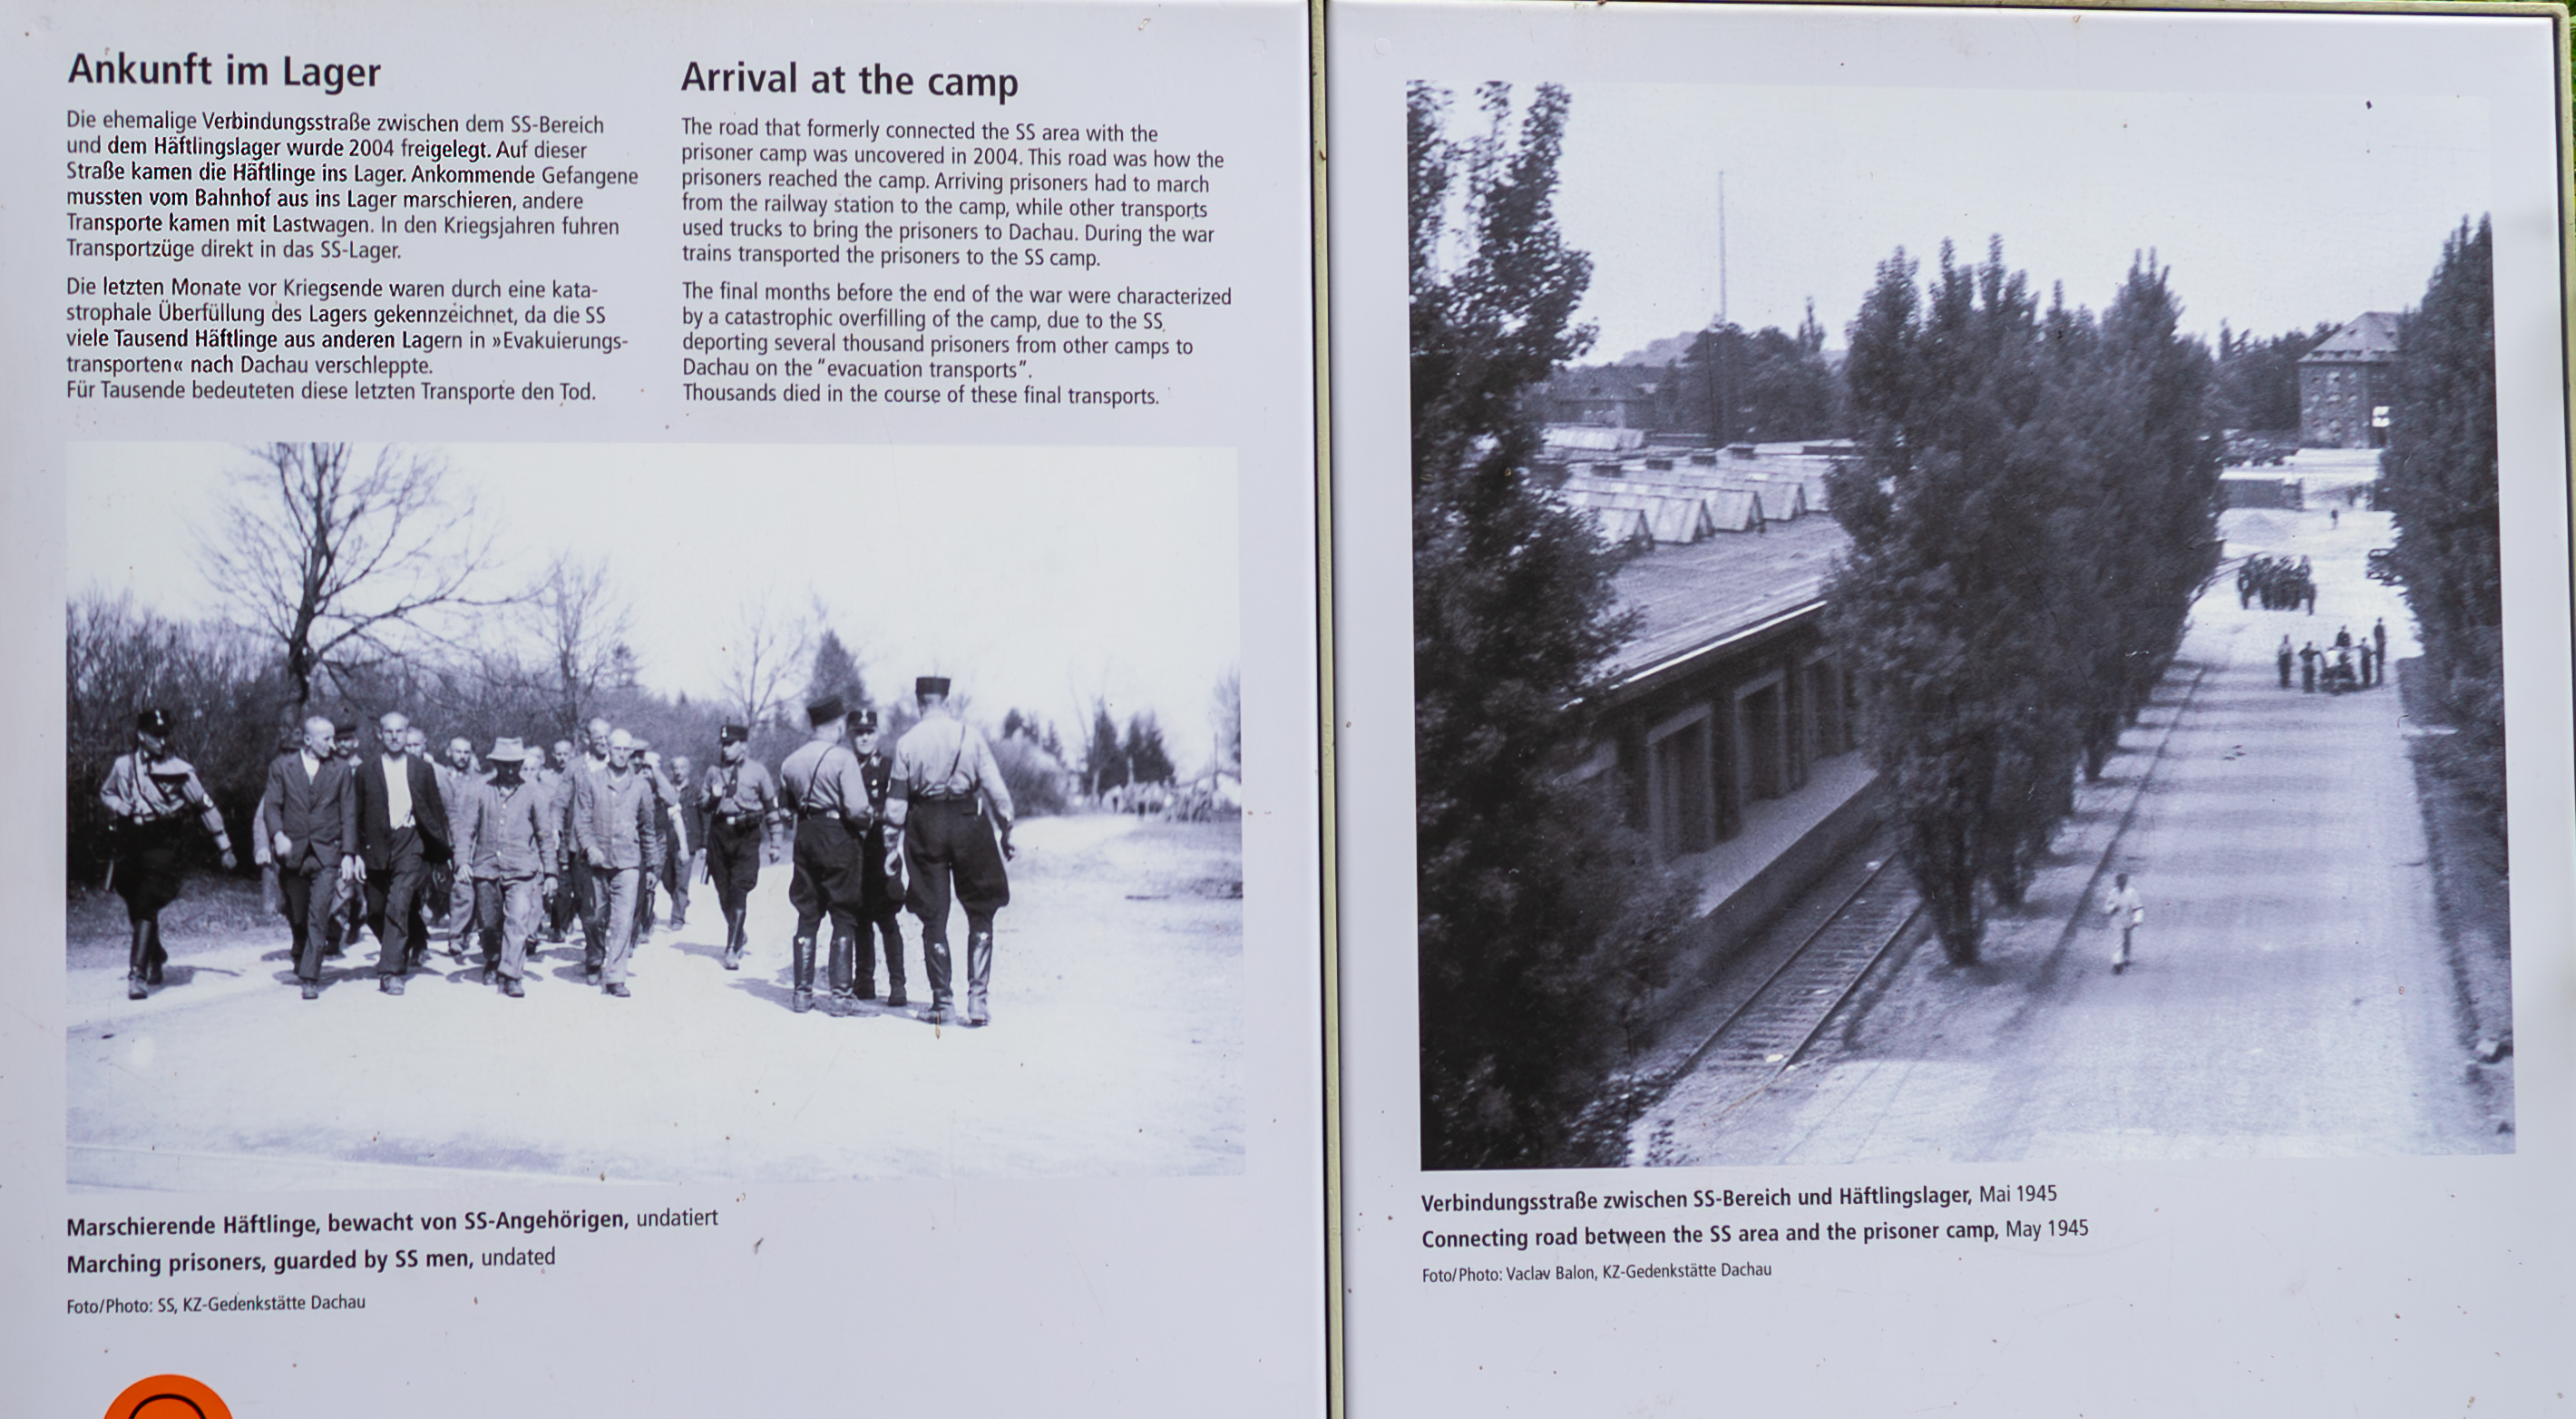 Ankunft im Lager
Die ehemalige Verbindungsstraße zwischen dem SS-Bereich
und dem Häftlingslager wurde 2004 freigelegt. Auf dieser
Straße kamen die Häftlinge ins Lager. Ankommende Gefangene
mussten vom Bahnhof aus ins Lager marschieren, andere
Transporte kamen mit Lastwagen. In den Kriegsjahren fuhren
Transportzüge direkt in das SS-Lager.
Die letzten Monate vor Kriegsende waren durch eine kata-
strophale Überfüllung des Lagers gekennzeichnet, da die SS
viele Tausend Häftlinge aus anderen Lagern in »Evakuierungs-
transporten« nach Dachau verschleppte.
Für Tausende bedeuteten diese letzten Transporte den Tod.
Arrival at the camp
The road that formerly connected the SS area with the
prisoner camp was uncovered in 2004. This road was how the
prisoners reached the camp. Arriving prisoners had to march
from the railway station to the camp, while other transports
used trucks to bring the prisoners to Dachau. During the war
trains transported the prisoners to the SS camp.
The final months before the end of the war were characterized
by a catastrophic overfilling of the camp, due to the SS
deporting several thousand prisoners from other camps to
Dachau on the "evacuation transports".
Thousands died in the course of these final transports.
Marschierende Häftlinge, bewacht von SS-Angehörigen, undatiert
Marching prisoners, guarded by SS men, undated
Foto/Photo: SS, KZ-Gedenkstätte Dachau
Verbindungsstraße zwischen SS-Bereich und Häftlingslager, Mai 1945
Connecting road between the SS area and the prisoner camp, May 1945
Foto/Photo: Vaclav Balon, KZ-Gedenkstätte Dachau